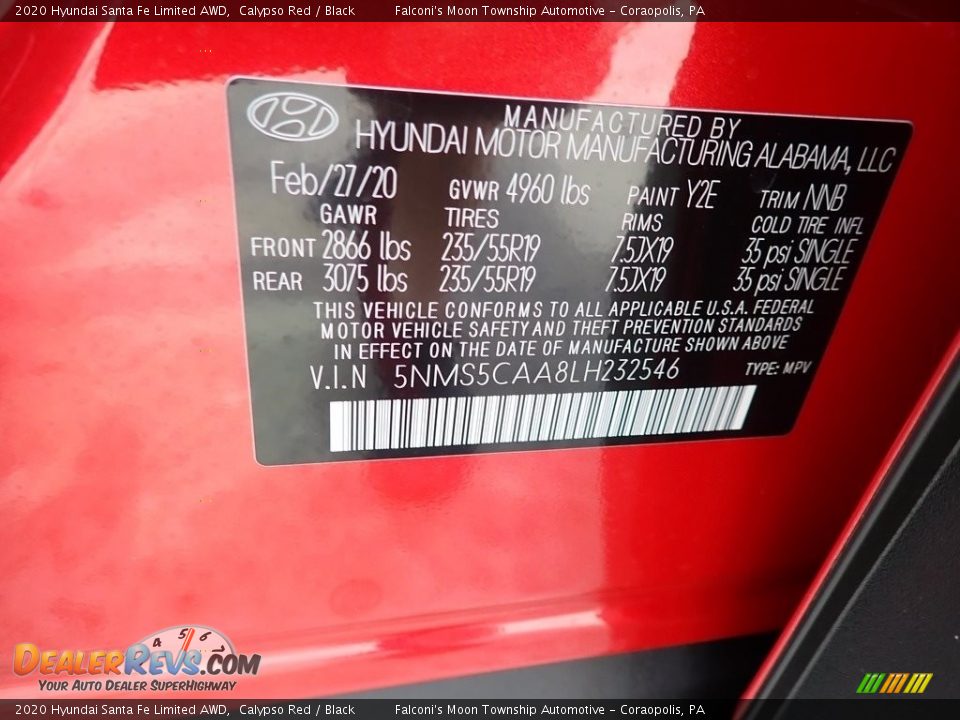 2020 Hyundai Santa Fe Limited AWD, Calypso Red / Black Falconi's Moon Township Automotive - Coraopolis, PA
MANUFACTURED BY
HYUNDAI MOTOR MANUFACTURING ALABAMA, LLC
Feb/27/20 GVWR 4960 lbs PAINT Y2E TRIM NNB
GAWR TIRES RIMS COLD TIRE INFL
FRONT 2866 lbs 235/55R19 7.5JX19 35 psi SINGLE
REAR 3075 lbs 235/55R19 7.5JX19 35 psi SINGLE
THIS VEHICLE CONFORMS TO ALL APPLICABLE U.S.A. FEDERAL
MOTOR VEHICLE SAFETY AND THEFT PREVENTION STANDARDS
IN EFFECT ON THE DATE OF MANUFACTURE SHOWN ABOVE
V.I.N 5NMS5CAA8LH232546 TYPE: MPV
4 5 6
DEALERREVS.COM
YOUR AUTO DEALER SUPERHIGHWAY
2020 Hyundai Santa Fe Limited AWD, Calypso Red / Black Falconi's Moon Township Automotive - Coraopolis, PA